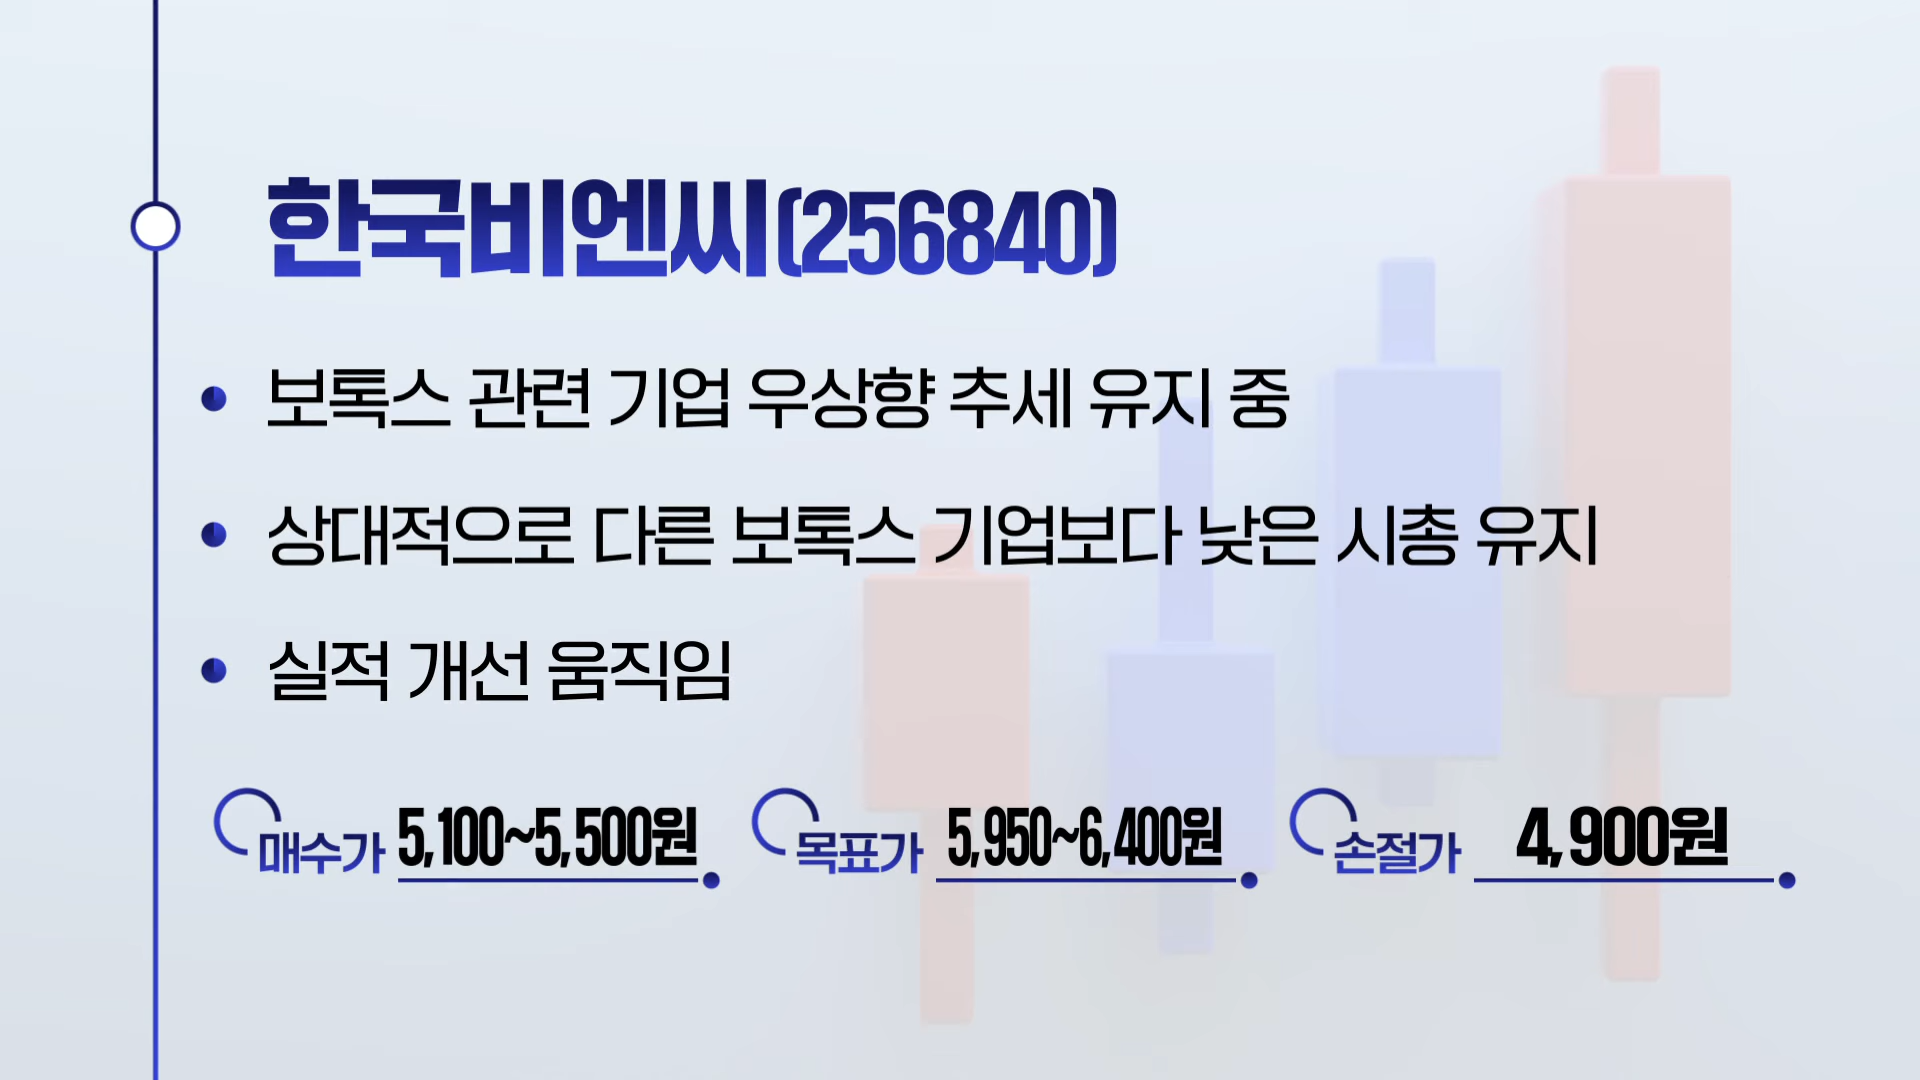 한국비엔씨(256840)
보톡스 관련 기업 우상향 추세 유지 중
상대적으로 다른 보톡스 기업보다 낮은 시총 유지
실적 개선 움직임
매수가 5,100~5,500원 목표가 5,950~6,400원 손절가 4,900원